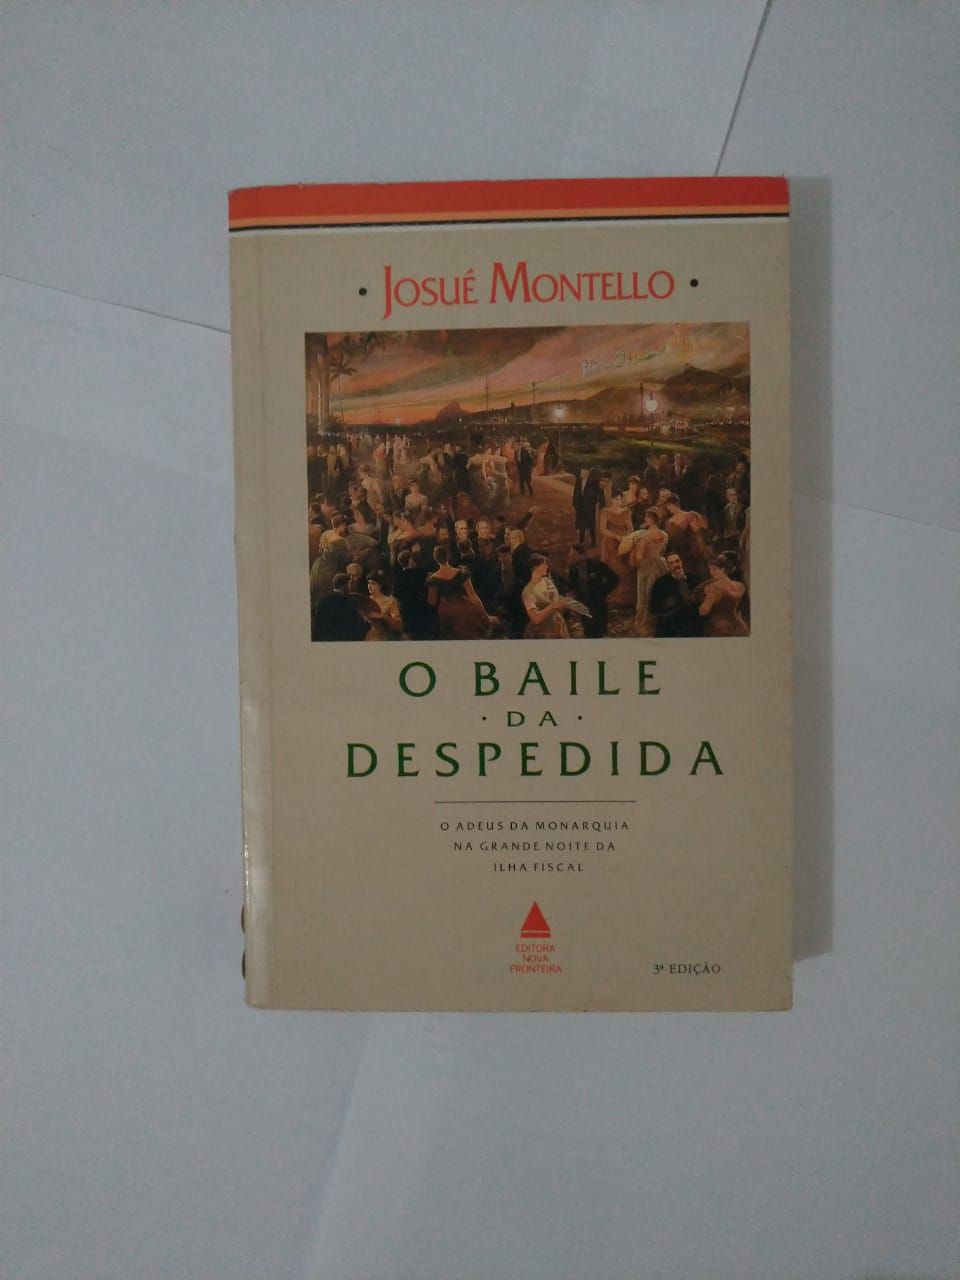 • JOSUÉ MONTELLO •
O BAILE
· DA ·
DESPEDIDA
O ADEUS DA MONARQUIA
NA GRANDE NOITE DA
ILHA FISCAL
EDITORA
NOVA
FRONTEIRA
3ª EDIÇÃO